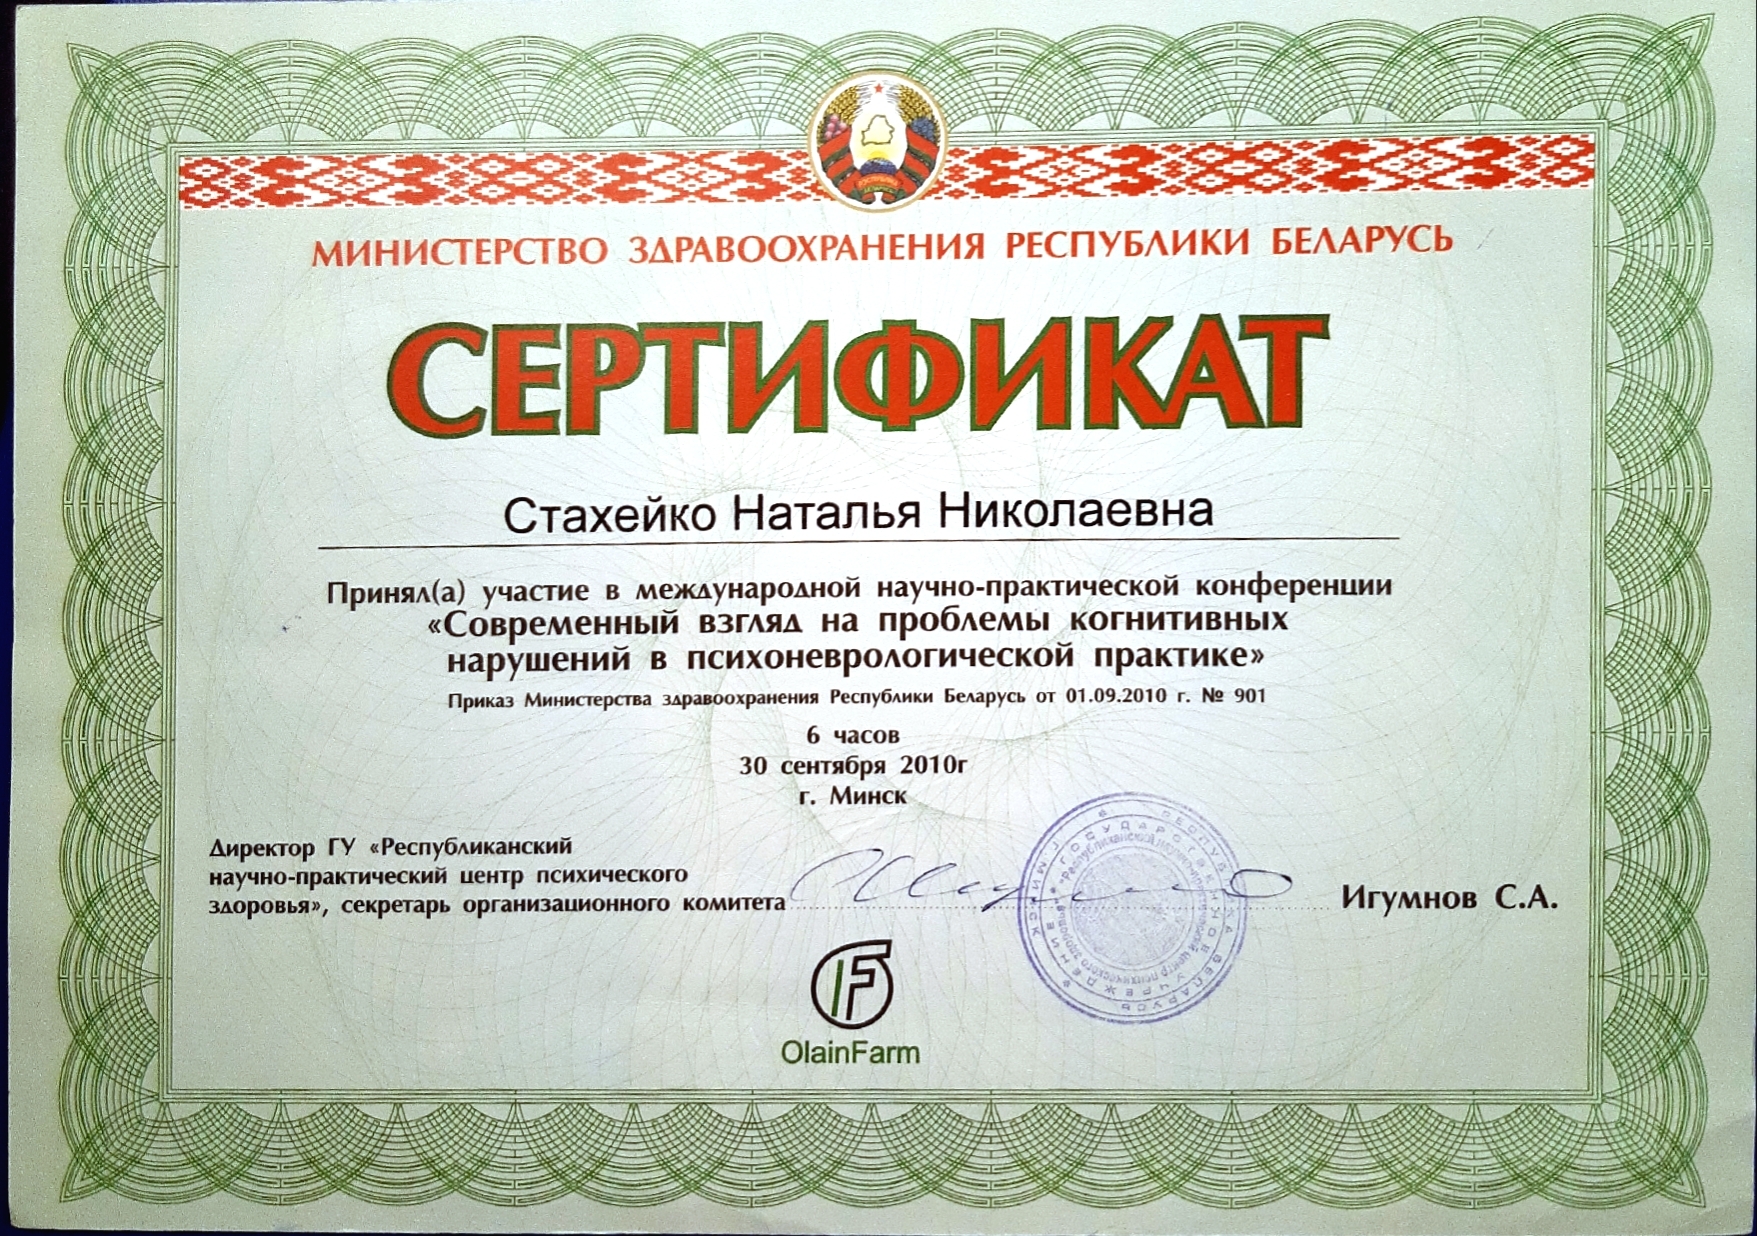 МИНИСТЕРСТВО ЗДРАВООХРАНЕНИЯ РЕСПУБЛИКИ БЕЛАРУСЬ
СЕРТИФИКАТ
Стахейко Наталья Николаевна
Принял(а) участие в международной научно-практической конференции
«Современный взгляд на проблемы когнитивных
нарушений в психоневрологической практике»
Приказ Министерства здравоохранения Республики Беларусь от 01.09.2010 г. № 901
6 часов
30 сентября 2010г
г. Минск
Директор ГУ «Республиканский
научно-практический центр психического
здоровья», секретарь организационного комитета
Игумнов С.А.
OlainFarm